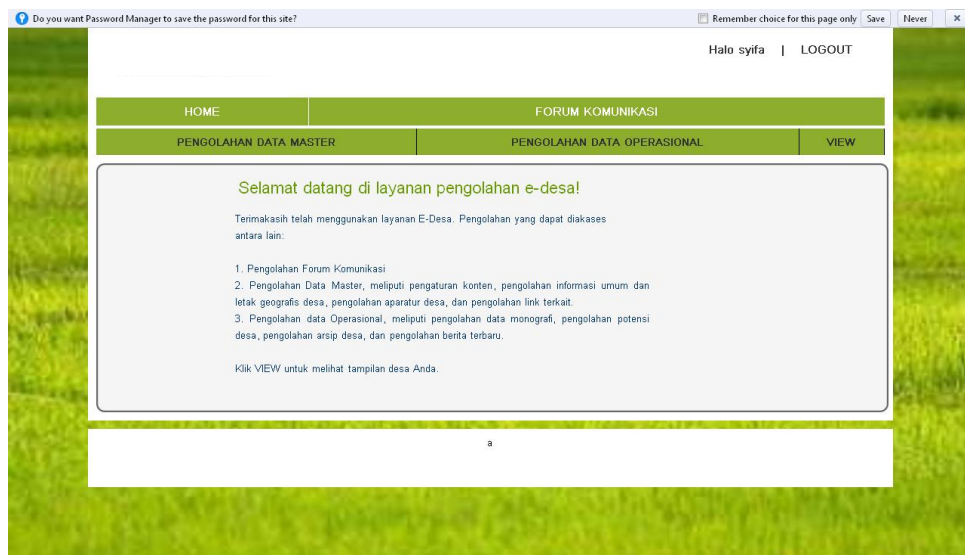 Do you want Password Manager to save the password for this site? Remember choice for this page only Save Never x
Halo syifa | LOGOUT
HOME FORUM KOMUNIKASI
PENGOLAHAN DATA MASTER PENGOLAHAN DATA OPERASIONAL VIEW
Selamat datang di layanan pengolahan e-desa!
Terimakasih telah menggunakan layanan E-Desa. Pengolahan yang dapat diakases
antara lain:
1. Pengolahan Forum Komunikasi
2. Pengolahan Data Master, meliputi pengaturan konten, pengolahan informasi umum dan
letak geografis desa, pengolahan aparatur desa, dan pengolahan link terkait.
3. Pengolahan data Operasional, meliputi pengolahan data monografi, pengolahan potensi
desa, pengolahan arsip desa, dan pengolahan berita terbaru.
Klik VIEW untuk melihat tampilan desa Anda.
a